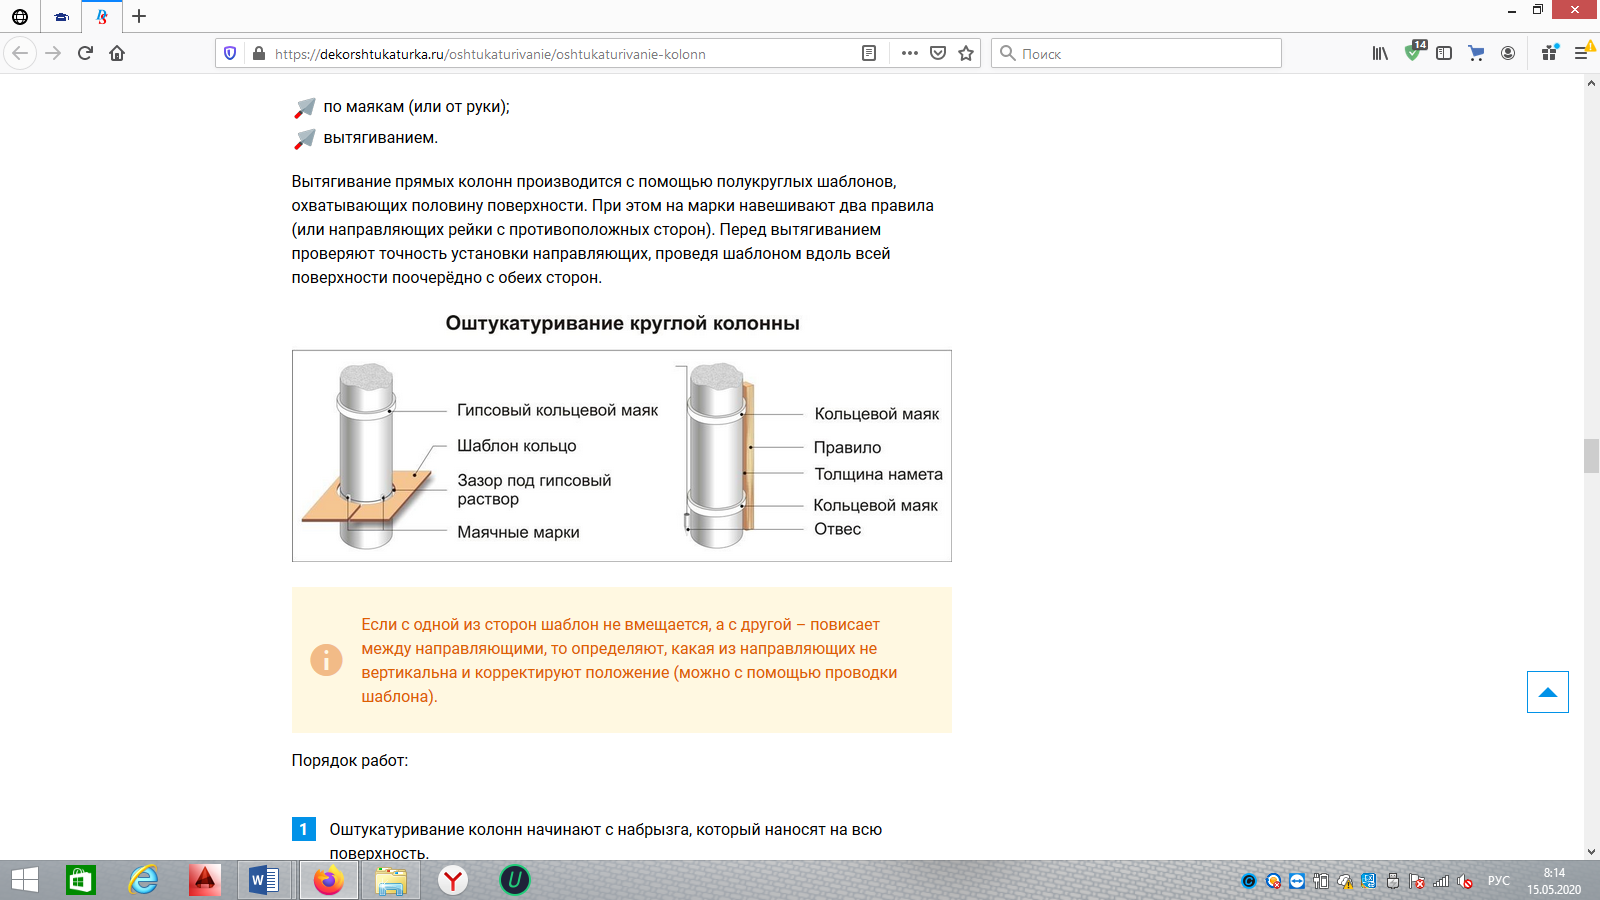 https://dekorshtukaturka.ru/oshtukaturivanie/oshtukaturivanie-kolonn
Поиск
14
по маякам (или от руки);
вытягиванием.
Вытягивание прямых колонн производится с помощью полукруглых шаблонов,
охватывающих половину поверхности. При этом на марки навешивают два правила
(или направляющих рейки с противоположных сторон). Перед вытягиванием
проверяют точность установки направляющих, проведя шаблоном вдоль всей
поверхности поочерёдно с обеих сторон.
Оштукатуривание круглой колонны
Гипсовый кольцевой маяк
Шаблон кольцо
Зазор под гипсовый
раствор
Маячные марки
Кольцевой маяк
Правило
Толщина намета
Кольцевой маяк
Отвес
Если с одной из сторон шаблон не вмещается, а с другой – повисает
между направляющими, то определяют, какая из направляющих не
вертикальна и корректируют положение (можно с помощью проводки
шаблона).
Порядок работ:
1 Оштукатуривание колонн начинают с набрызга, который наносят на всю
поверхность.
РУС
8:14
15.05.2020